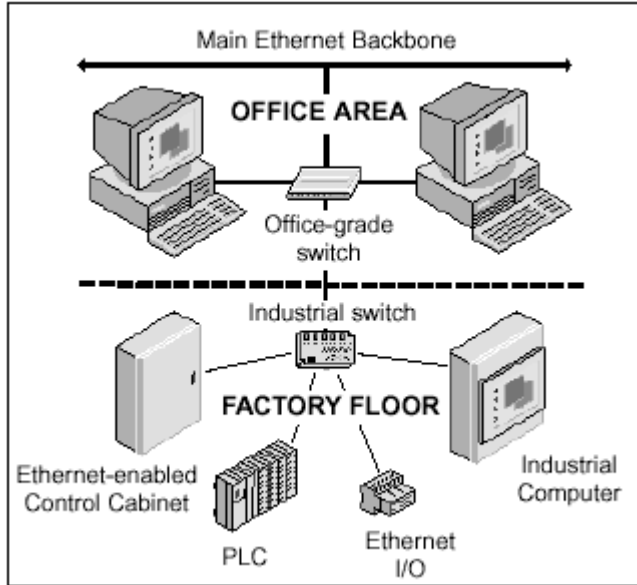 Main Ethernet Backbone
OFFICE AREA
Office-grade
switch
Industrial switch
FACTORY FLOOR
Ethernet-enabled
Control Cabinet
Industrial
Computer
PLC
Ethernet
I/O